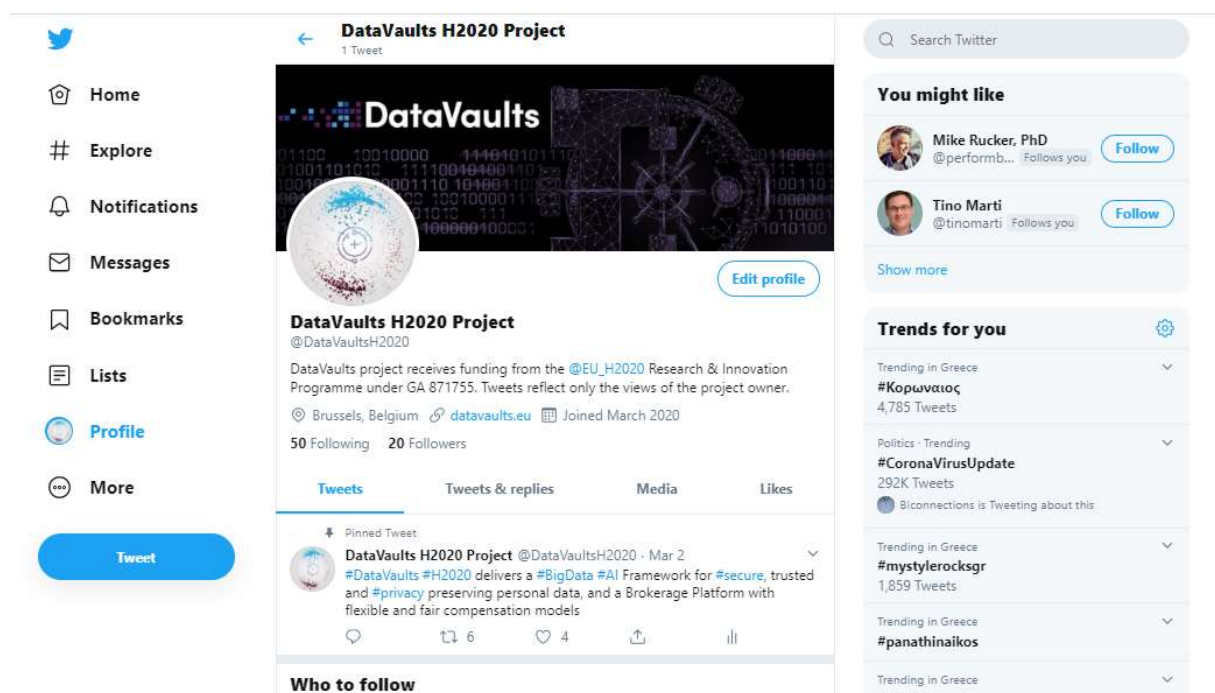 Home
Explore
Notifications
Messages
Bookmarks
Lists
Profile
More
Tweet
DataVaults H2020 Project
1 Tweet
DataVaults
Edit profile
DataVaults H2020 Project
@DataVaultsH2020
DataVaults project receives funding from the @EU_H2020 Research & Innovation
Programme under GA 871755. Tweets reflect only the views of the project owner.
Brussels, Belgium datavaults.eu Joined March 2020
50 Following 20 Followers
Tweets Tweets & replies Media Likes
Pinned Tweet
DataVaults H2020 Project @DataVaultsH2020 · Mar 2
#DataVaults #H2020 delivers a #BigData #AI Framework for #secure, trusted
and #privacy preserving personal data, and a Brokerage Platform with
flexible and fair compensation models
6 4
Who to follow
Search Twitter
You might like
Mike Rucker, PhD
@performb... Follows you
Follow
Tino Marti
@tinomarti Follows you
Follow
Show more
Trends for you
Trending in Greece
#Κορωναιος
4,785 Tweets
Politics · Trending
#CoronaVirusUpdate
292K Tweets
Biconnections is Tweeting about this
Trending in Greece
#mystylerocksgr
1,859 Tweets
Trending in Greece
#panathinaikos
Trending in Greece